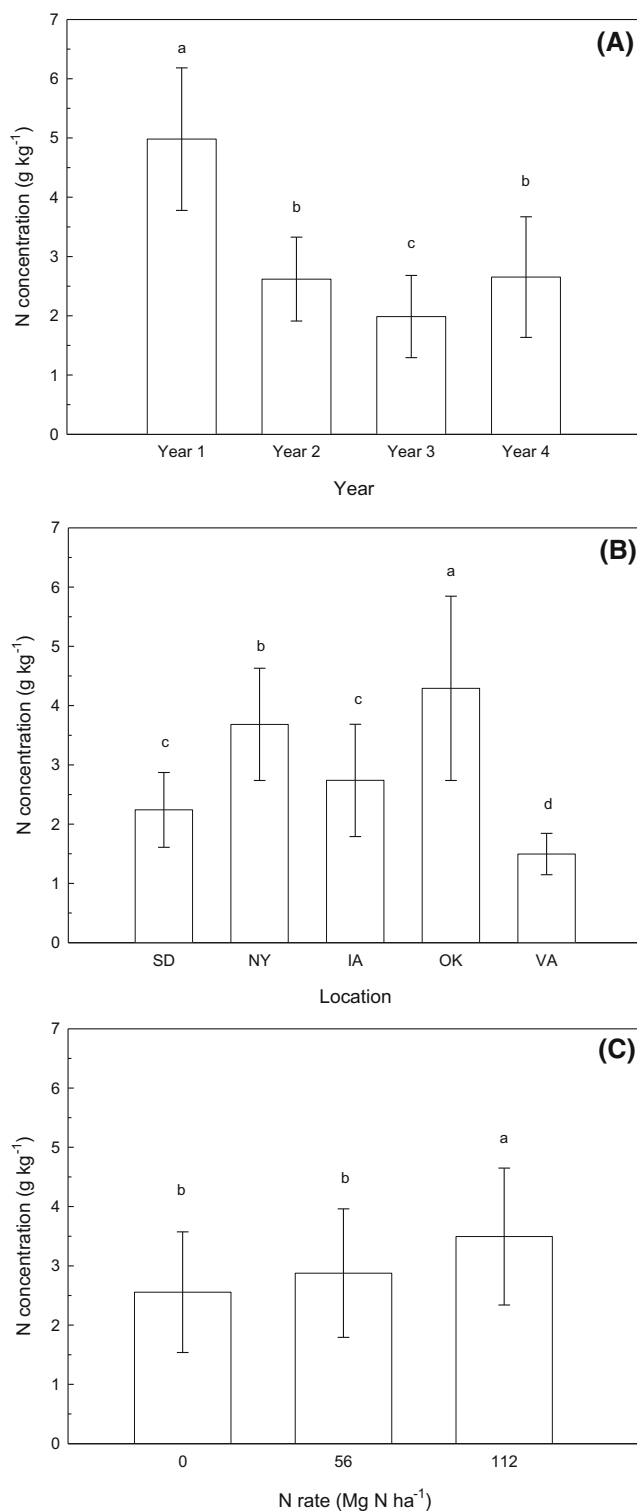 (A)
7
6
5
4
3
2
1
0
N concentration (g kg⁻¹)
a
b
c
b
Year 1 Year 2 Year 3 Year 4
Year
(B)
7
6
5
4
3
2
1
0
N concentration (g kg⁻¹)
c
b
c
a
d
SD NY IA OK VA
Location
(C)
7
6
5
4
3
2
1
0
N concentration (g kg⁻¹)
b
b
a
0 56 112
N rate (Mg N ha⁻¹)